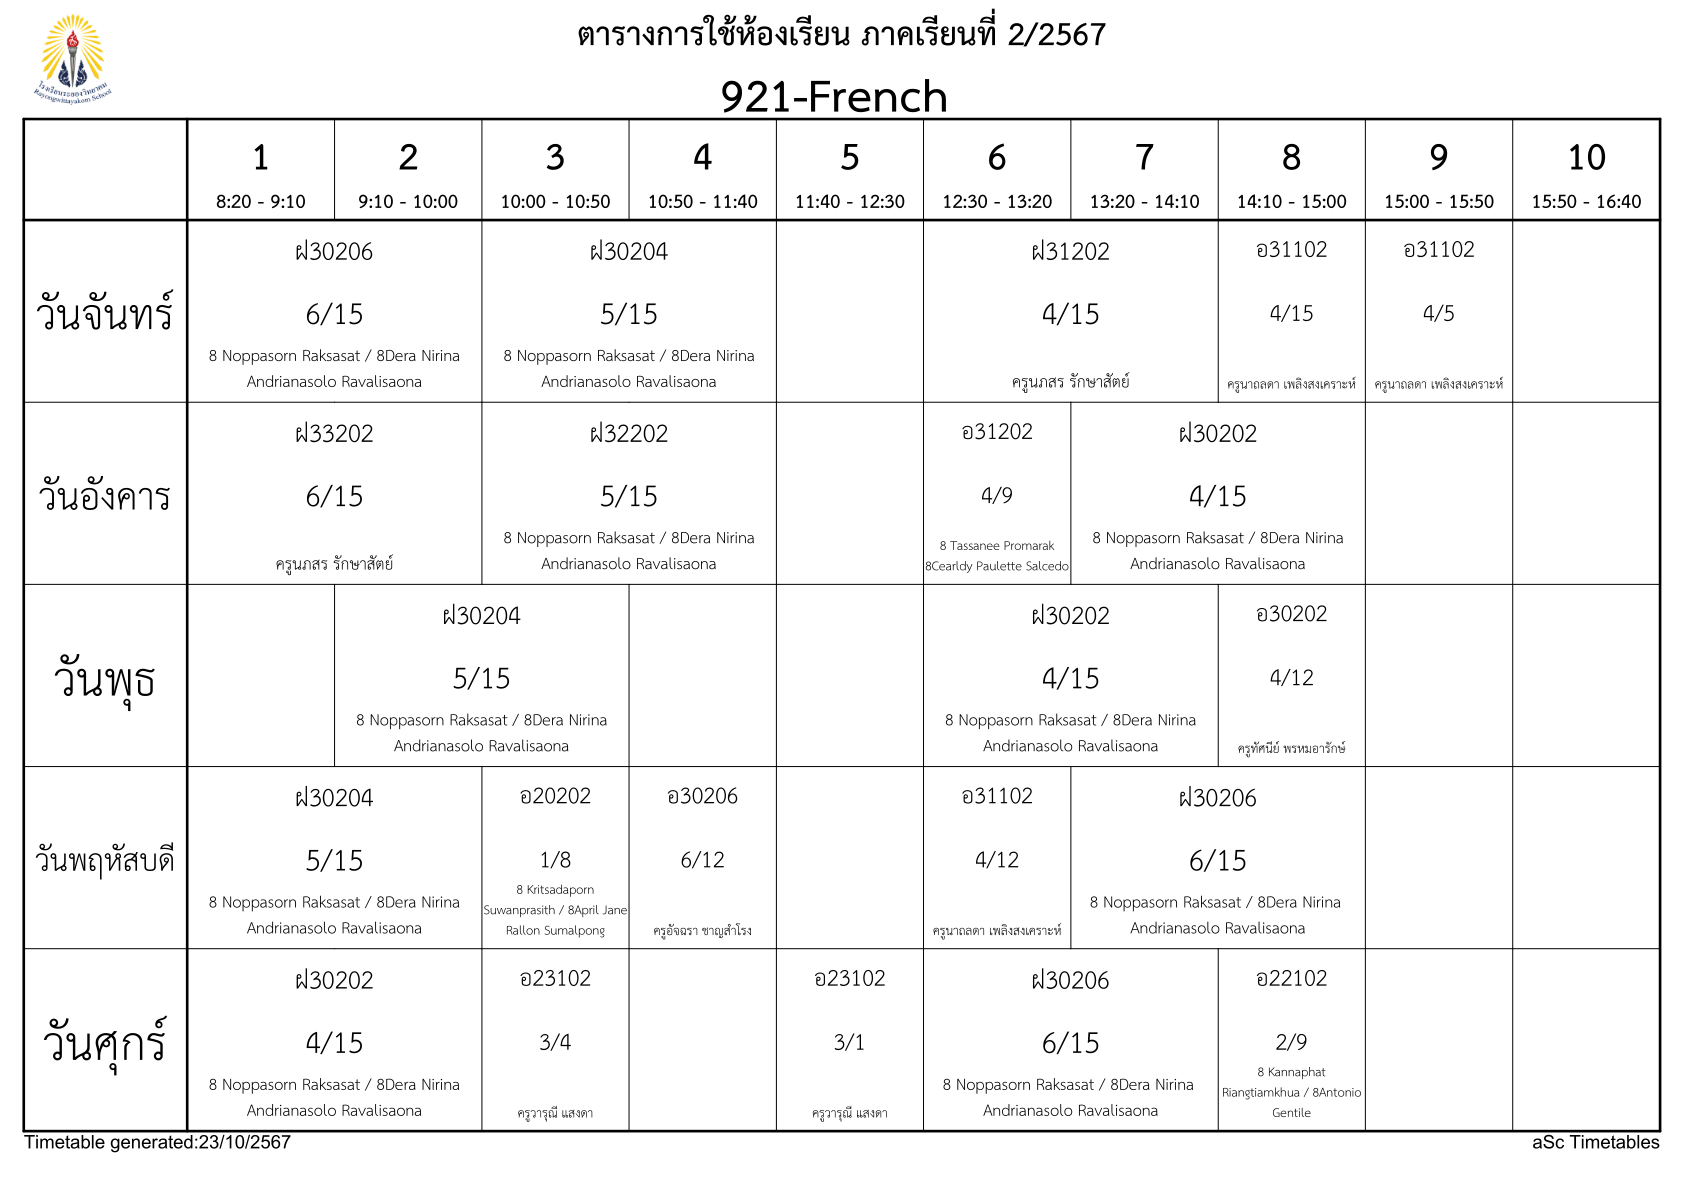 ตารางการใช้ห้องเรียน ภาคเรียนที่ 2/2567
โรงเรียนระยองวิทยาคม
Rayongwittayakom School
921-French
1 2 3 4 5 6 7 8 9 10
8:20 - 9:10 9:10 - 10:00 10:00 - 10:50 10:50 - 11:40 11:40 - 12:30 12:30 - 13:20 13:20 - 14:10 14:10 - 15:00 15:00 - 15:50 15:50 - 16:40
วันจันทร์
ฝ30206
6/15
8 Noppasorn Raksasat / 8Dera Nirina
Andrianasolo Ravalisaona
ฝ30204
5/15
8 Noppasorn Raksasat / 8Dera Nirina
Andrianasolo Ravalisaona
ฝ31202
4/15
ครูนภสร รักษาสัตย์
อ31102
4/15
ครูนาถลดา เพลิงสงเคราะห์
อ31102
4/5
ครูนาถลดา เพลิงสงเคราะห์
วันอังคาร
ฝ33202
6/15
ครูนภสร รักษาสัตย์
ฝ32202
5/15
8 Noppasorn Raksasat / 8Dera Nirina
Andrianasolo Ravalisaona
อ31202
4/9
8 Tassanee Promarak
8Cearldy Paulette Salcedo
ฝ30202
4/15
8 Noppasorn Raksasat / 8Dera Nirina
Andrianasolo Ravalisaona
วันพุธ
ฝ30204
5/15
8 Noppasorn Raksasat / 8Dera Nirina
Andrianasolo Ravalisaona
ฝ30202
4/15
8 Noppasorn Raksasat / 8Dera Nirina
Andrianasolo Ravalisaona
อ30202
4/12
ครูทัศนีย์ พรหมอารักษ์
วันพฤหัสบดี
ฝ30204
5/15
8 Noppasorn Raksasat / 8Dera Nirina
Andrianasolo Ravalisaona
อ20202
1/8
8 Kritsadaporn
Suwanprasith / 8April Jane
Rallon Sumalpong
อ30206
6/12
ครูอัจฉรา ชาญสำโรง
อ31102
4/12
ครูนาถลดา เพลิงสงเคราะห์
ฝ30206
6/15
8 Noppasorn Raksasat / 8Dera Nirina
Andrianasolo Ravalisaona
วันศุกร์
ฝ30202
4/15
8 Noppasorn Raksasat / 8Dera Nirina
Andrianasolo Ravalisaona
อ23102
3/4
ครูวารุณี แสงดา
อ23102
3/1
ครูวารุณี แสงดา
ฝ30206
6/15
8 Noppasorn Raksasat / 8Dera Nirina
Andrianasolo Ravalisaona
อ22102
2/9
8 Kannaphat
Riangtiamkhua / 8Antonio
Gentile
Timetable generated:23/10/2567
aSc Timetables